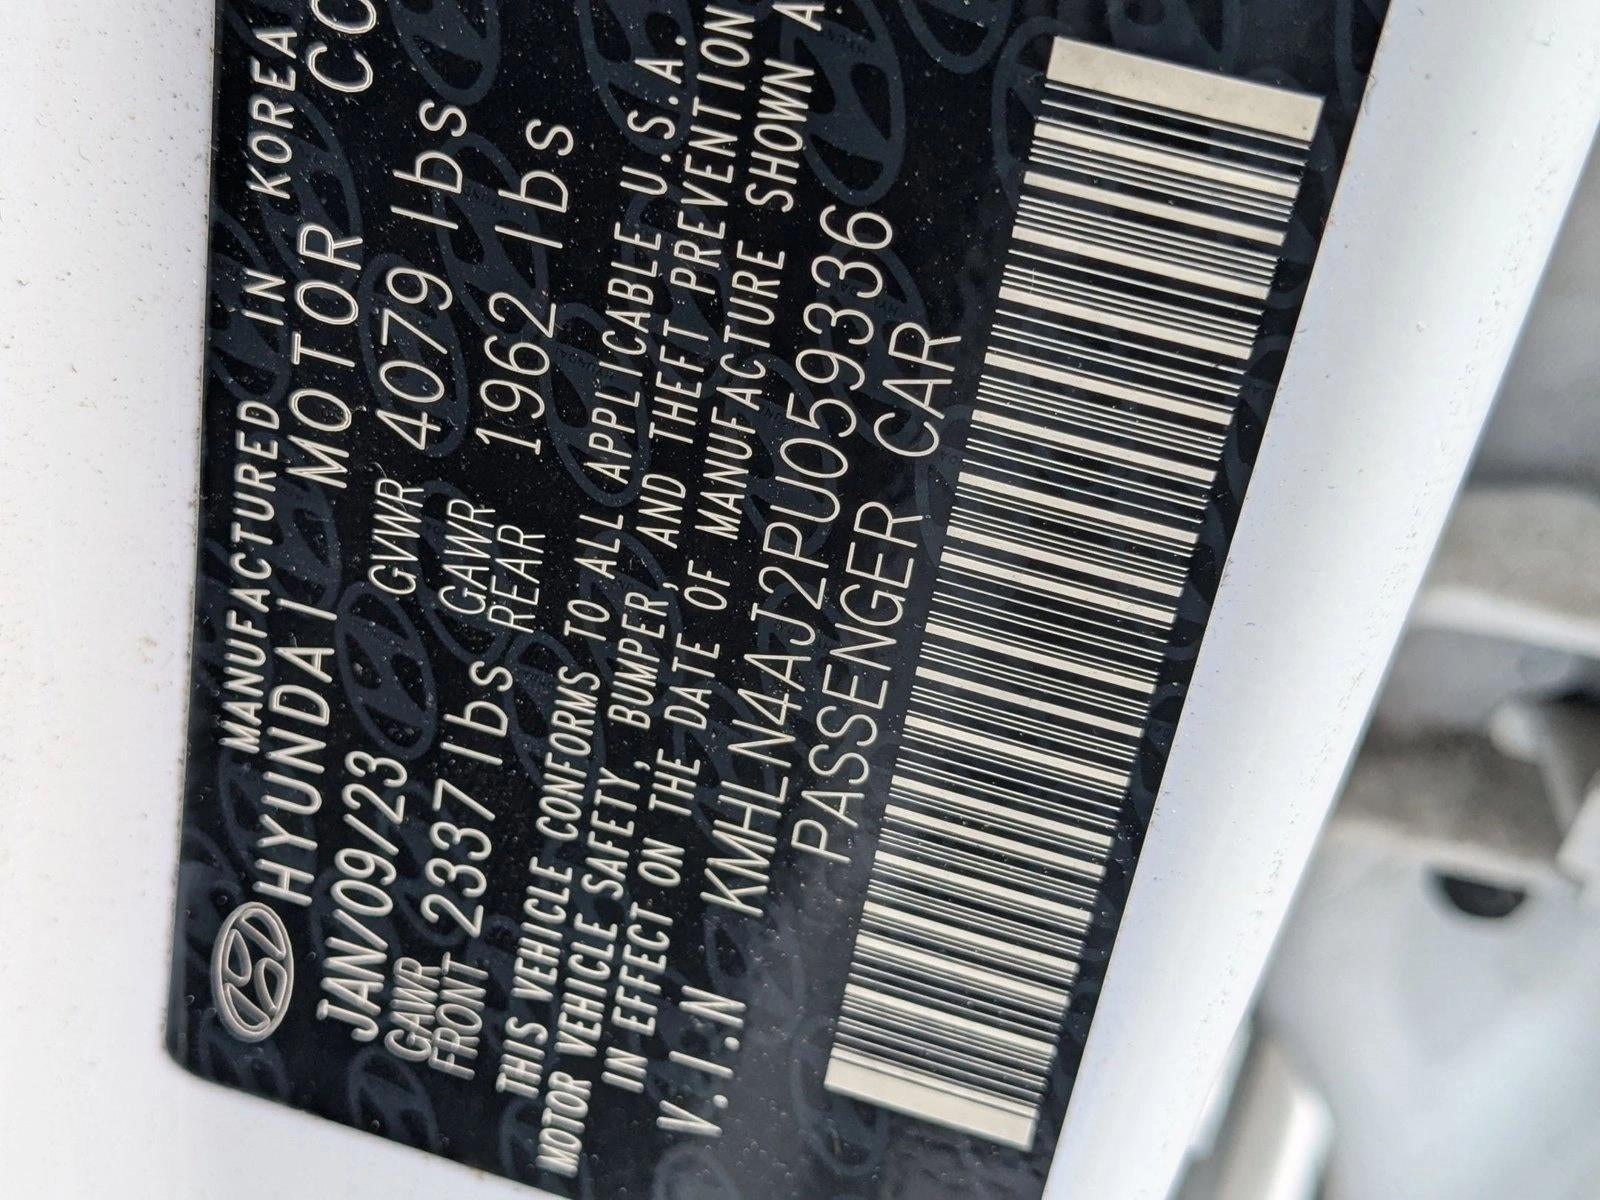 MANUFACTURED IN KOREA
HYUNDAI MOTOR CO
JAN/09/23 GVWR 4079 lbs
GAWR FRONT 2337 lbs GAWR REAR 1962 lbs
THIS VEHICLE CONFORMS TO ALL APPLICABLE U.S.A.
MOTOR VEHICLE SAFETY, BUMPER, AND THEFT PREVENTION
IN EFFECT ON THE DATE OF MANUFACTURE SHOWN A
V.I.N KMHLN4AJ2PU059336
PASSENGER CAR